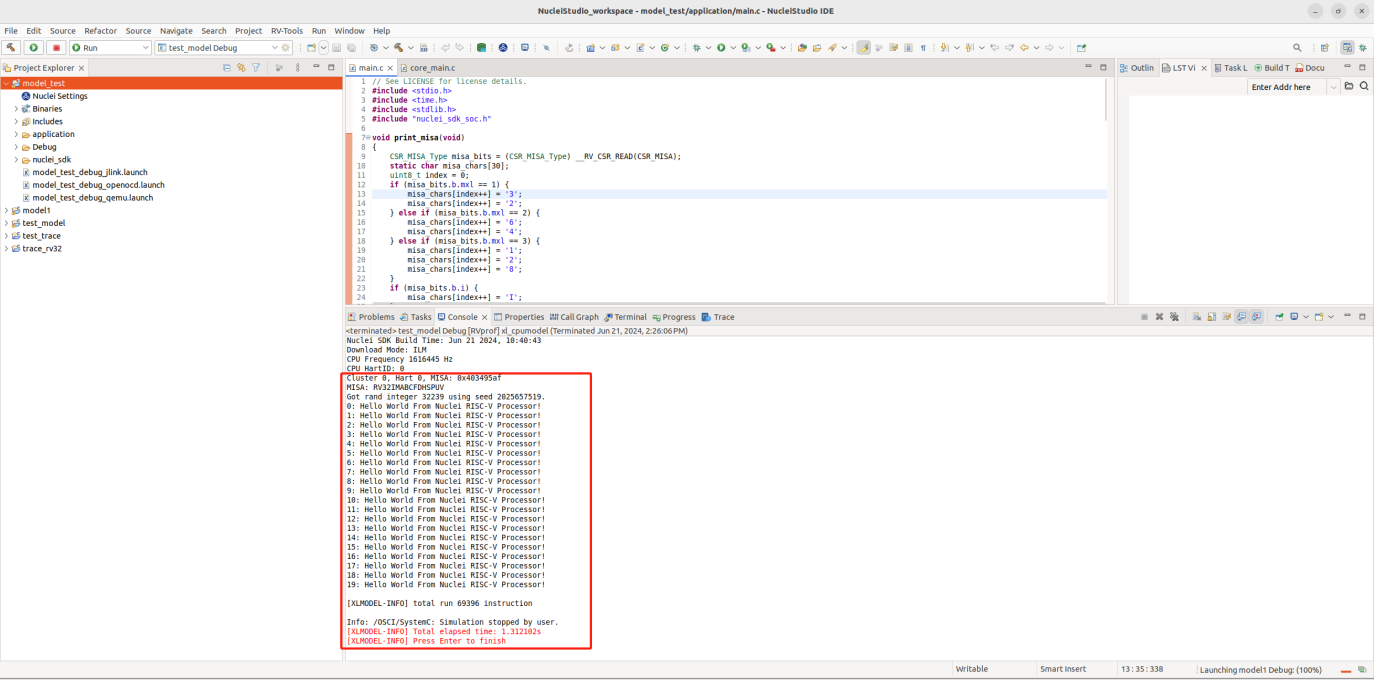 NucleiStudio_workspace - model_test/application/main.c - NucleiStudio IDE
File Edit Source Refactor Source Navigate Search Project RV-Tools Run Window Help
Run test_model Debug
Project Explorer
model_test
Nuclei Settings
Binaries
Includes
application
Debug
nuclei_sdk
model_test_debug_jlink.launch
model_test_debug_openocd.launch
model_test_debug_qemu.launch
model1
test_model
test_trace
trace_rv32
main.c core_main.c
1 // See LICENSE for license details.
2 #include <stdio.h>
3 #include <time.h>
4 #include <stdlib.h>
5 #include "nuclei_sdk_soc.h"
6
7 void print_misa(void)
8 {
9 CSR_MISA_Type misa_bits = (CSR_MISA_Type) __RV_CSR_READ(CSR_MISA);
10 static char misa_chars[30];
11 uint8_t index = 0;
12 if (misa_bits.b.mxl == 1) {
13 misa_chars[index++] = '3';
14 misa_chars[index++] = '2';
15 } else if (misa_bits.b.mxl == 2) {
16 misa_chars[index++] = '6';
17 misa_chars[index++] = '4';
18 } else if (misa_bits.b.mxl == 3) {
19 misa_chars[index++] = '1';
20 misa_chars[index++] = '2';
21 misa_chars[index++] = '8';
22 }
23 if (misa_bits.b.i) {
24 misa_chars[index++] = 'I';
Outlin LST Vi Task L Build T Docu
Enter Addr here
Problems Tasks Console Properties Call Graph Terminal Progress Trace
<terminated> test_model Debug [RVprof] xl_cpumodel (Terminated Jun 21, 2024, 2:26:06 PM)
Nuclei SDK Build Time: Jun 21 2024, 10:40:43
Download Mode: ILM
CPU Frequency 1616445 Hz
CPU HartID: 0
Cluster 0, Hart 0, MISA: 0x403495af
MISA: RV32IMABCFDHSPUV
Got rand integer 32239 using seed 2025657519.
0: Hello World From Nuclei RISC-V Processor!
1: Hello World From Nuclei RISC-V Processor!
2: Hello World From Nuclei RISC-V Processor!
3: Hello World From Nuclei RISC-V Processor!
4: Hello World From Nuclei RISC-V Processor!
5: Hello World From Nuclei RISC-V Processor!
6: Hello World From Nuclei RISC-V Processor!
7: Hello World From Nuclei RISC-V Processor!
8: Hello World From Nuclei RISC-V Processor!
9: Hello World From Nuclei RISC-V Processor!
10: Hello World From Nuclei RISC-V Processor!
11: Hello World From Nuclei RISC-V Processor!
12: Hello World From Nuclei RISC-V Processor!
13: Hello World From Nuclei RISC-V Processor!
14: Hello World From Nuclei RISC-V Processor!
15: Hello World From Nuclei RISC-V Processor!
16: Hello World From Nuclei RISC-V Processor!
17: Hello World From Nuclei RISC-V Processor!
18: Hello World From Nuclei RISC-V Processor!
19: Hello World From Nuclei RISC-V Processor!
[XLMODEL-INFO] total run 69396 instruction
Info: /OSCI/SystemC: Simulation stopped by user.
[XLMODEL-INFO] Total elapsed time: 1.312102s
[XLMODEL-INFO] Press Enter to finish
Writable Smart Insert 13 : 35 : 338 Launching model1 Debug: (100%)